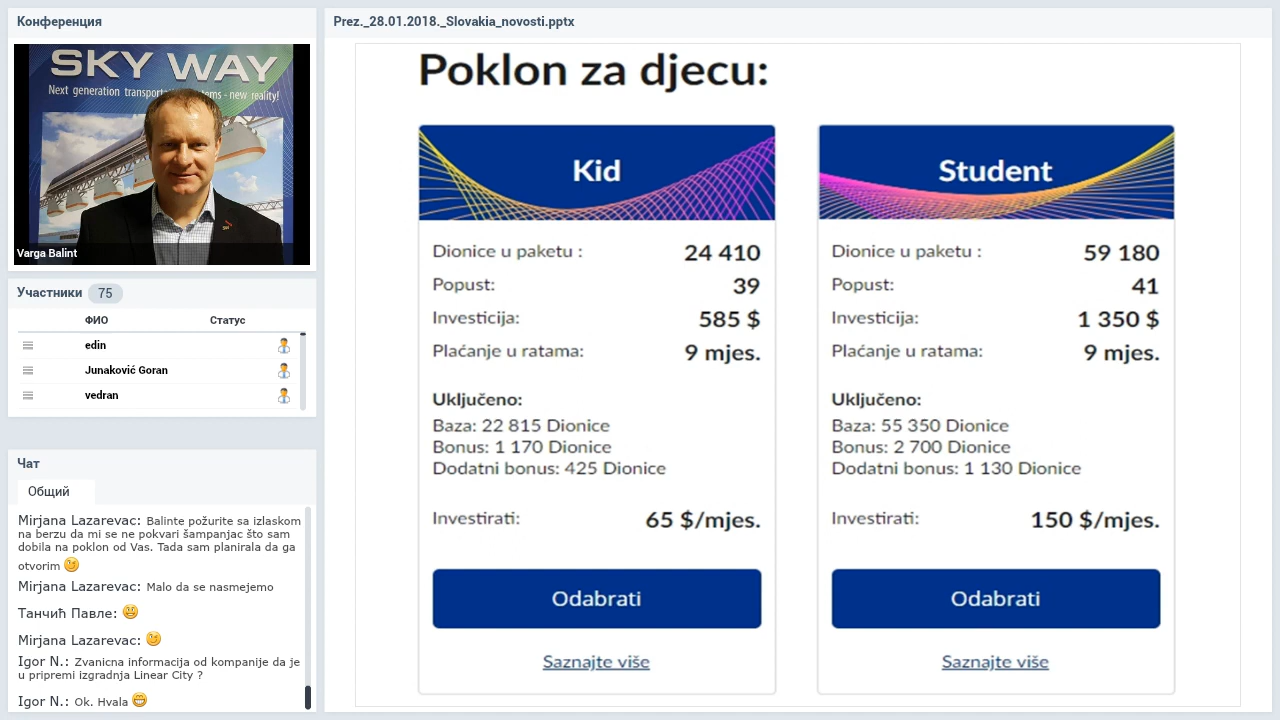 Конференция
SKY WAY
Next generation
new reality!
Varga Balint
Участники 75
ФИО Статус
edin
Junaković Goran
vedran
Чат
Общий
Mirjana Lazarevac: Balinte požurite sa izlaskom
na berzu da mi se ne pokvari šampanjac što sam
dobila na poklon od Vas. Tada sam planirala da ga
otvorim
Mirjana Lazarevac: Malo da se nasmejemo
Танчић Павле:
Mirjana Lazarevac:
Igor N.: Zvanicna informacija od kompanije da je
u pripremi izgradnja Linear City ?
Igor N.: Ok. Hvala
Prez._28.01.2018._Slovakia_novosti.pptx
Poklon za djecu:
Kid
Dionice u paketu : 24 410
Popust: 39
Investicija: 585 $
Plaćanje u ratama: 9 mjes.
Uključeno:
Baza: 22 815 Dionice
Bonus: 1 170 Dionice
Dodatni bonus: 425 Dionice
Investirati: 65 $/mjes.
Odabrati
Saznajte više
Student
Dionice u paketu : 59 180
Popust: 41
Investicija: 1 350 $
Plaćanje u ratama: 9 mjes.
Uključeno:
Baza: 55 350 Dionice
Bonus: 2 700 Dionice
Dodatni bonus: 1 130 Dionice
Investirati: 150 $/mjes.
Odabrati
Saznajte više